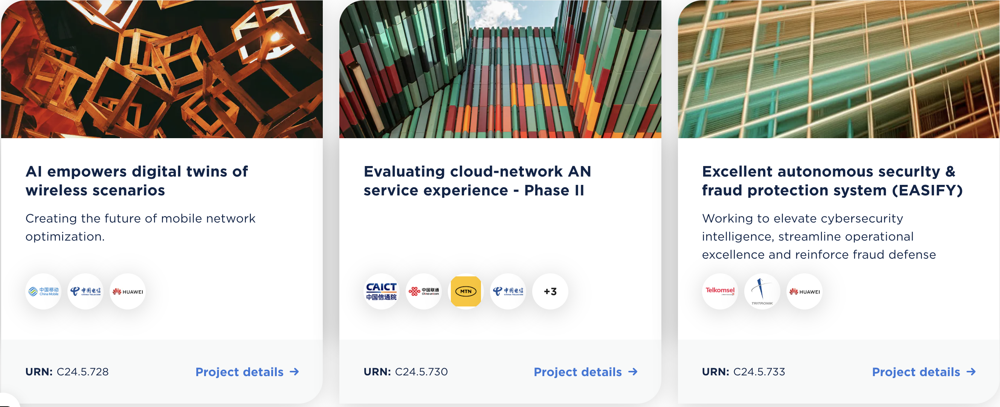 AI empowers digital twins of
wireless scenarios
Creating the future of mobile network
optimization.
中国移动
China Mobile
中国电信
CHINA TELECOM
HUAWEI
URN: C24.5.728
Project details →
Evaluating cloud-network AN
service experience - Phase II
CAICT
中国信通院
中国联通
China unicom
MTN
中国电信
CHINA TELECOM
+3
URN: C24.5.730
Project details →
Excellent autonomous securIty &
fraud protection system (EASIFY)
Working to elevate cybersecurity
intelligence, streamline operational
excellence and reinforce fraud defense
Telkomsel
TRITRONIK
HUAWEI
URN: C24.5.733
Project details →